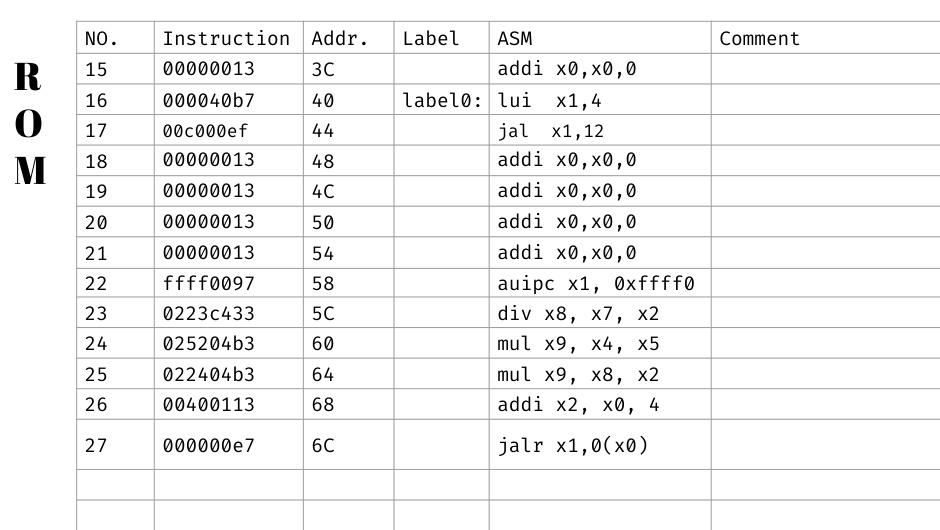 ROM
NO. Instruction Addr. Label ASM Comment
15 00000013 3C addi x0,x0,0
16 000040b7 40 label0: lui x1,4
17 00c000ef 44 jal x1,12
18 00000013 48 addi x0,x0,0
19 00000013 4C addi x0,x0,0
20 00000013 50 addi x0,x0,0
21 00000013 54 addi x0,x0,0
22 ffff0097 58 auipc x1, 0xffff0
23 0223c433 5C div x8, x7, x2
24 025204b3 60 mul x9, x4, x5
25 022404b3 64 mul x9, x8, x2
26 00400113 68 addi x2, x0, 4
27 000000e7 6C jalr x1,0(x0)